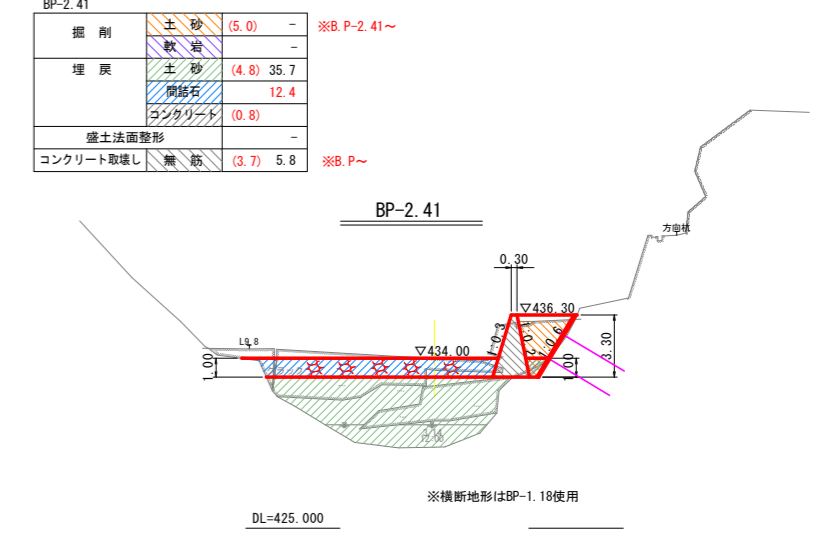 BP-2.41
掘 削 土 砂 (5.0) - ※B.P-2.41～
軟 岩 -
埋 戻 土 砂 (4.8) 35.7
間詰石 12.4
コンクリート (0.8)
盛土法面整形 -
コンクリート取壊し 無 筋 (3.7) 5.8 ※B.P～
BP-2.41
方向杭
0.30
▽436.30
L9.8
▽434.00
1:0.3
1:0.6
3.30
1.00
1.00
12.00
※横断地形はBP-1.18使用
DL=425.000